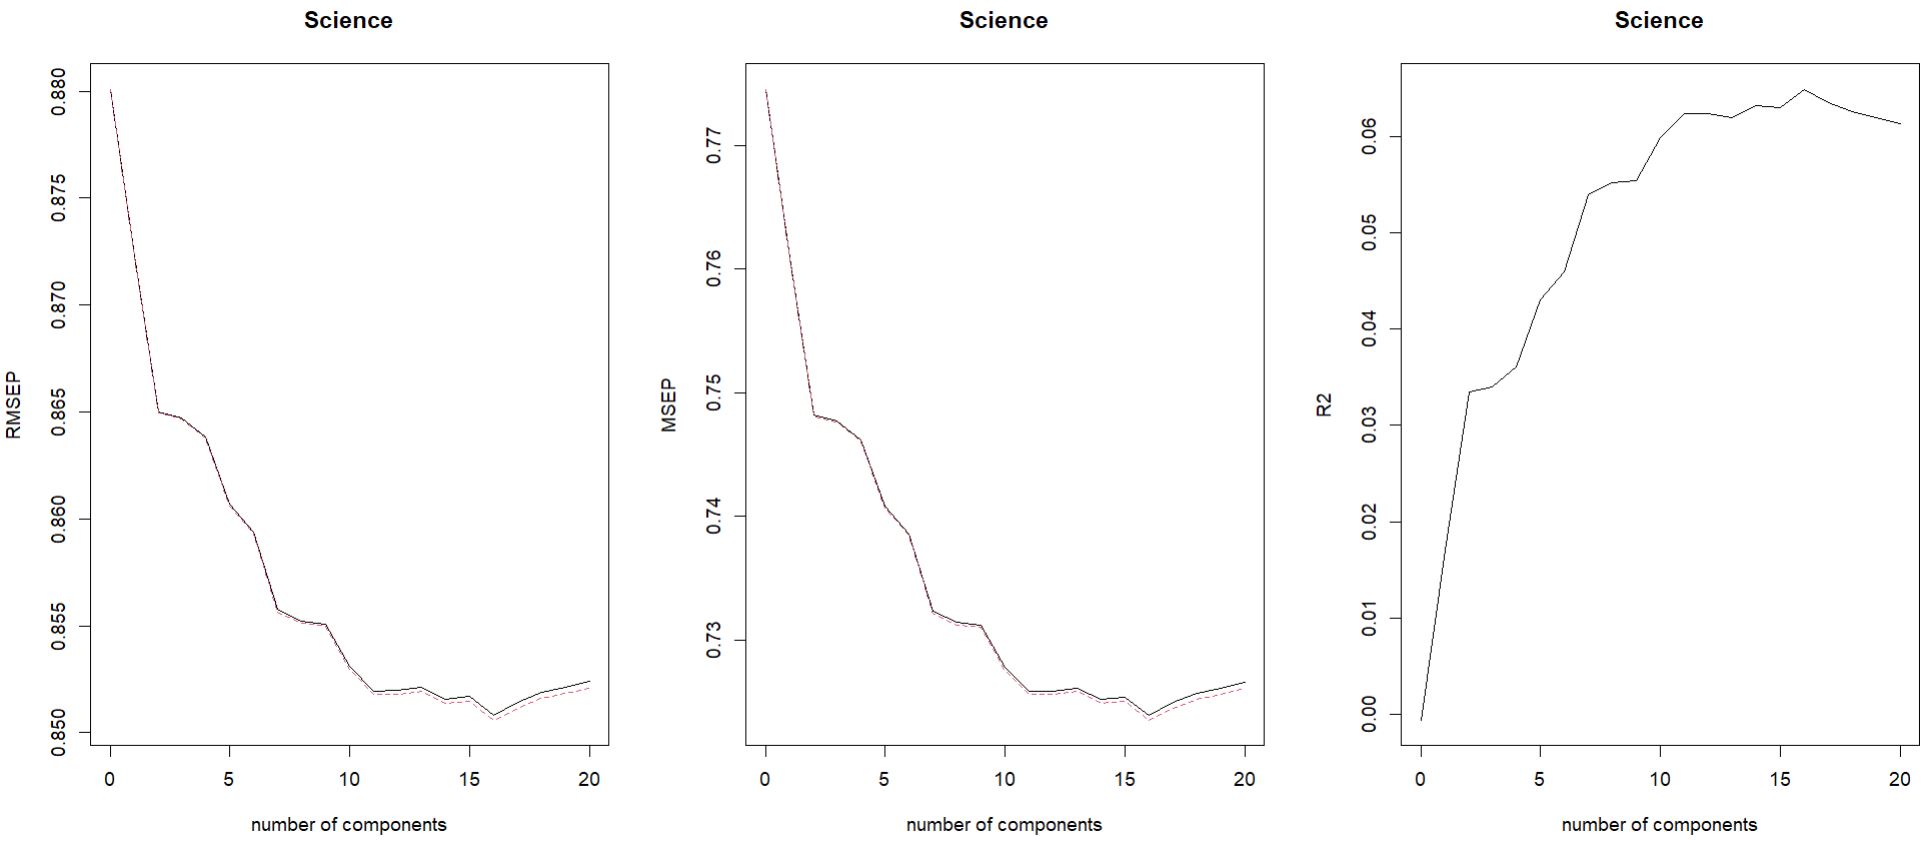 Science
RMSEP
0.880
0.875
0.870
0.865
0.860
0.855
0.850
0 5 10 15 20
number of components
Science
MSEP
0.77
0.76
0.75
0.74
0.73
0 5 10 15 20
number of components
Science
R2
0.06
0.05
0.04
0.03
0.02
0.01
0.00
0 5 10 15 20
number of components